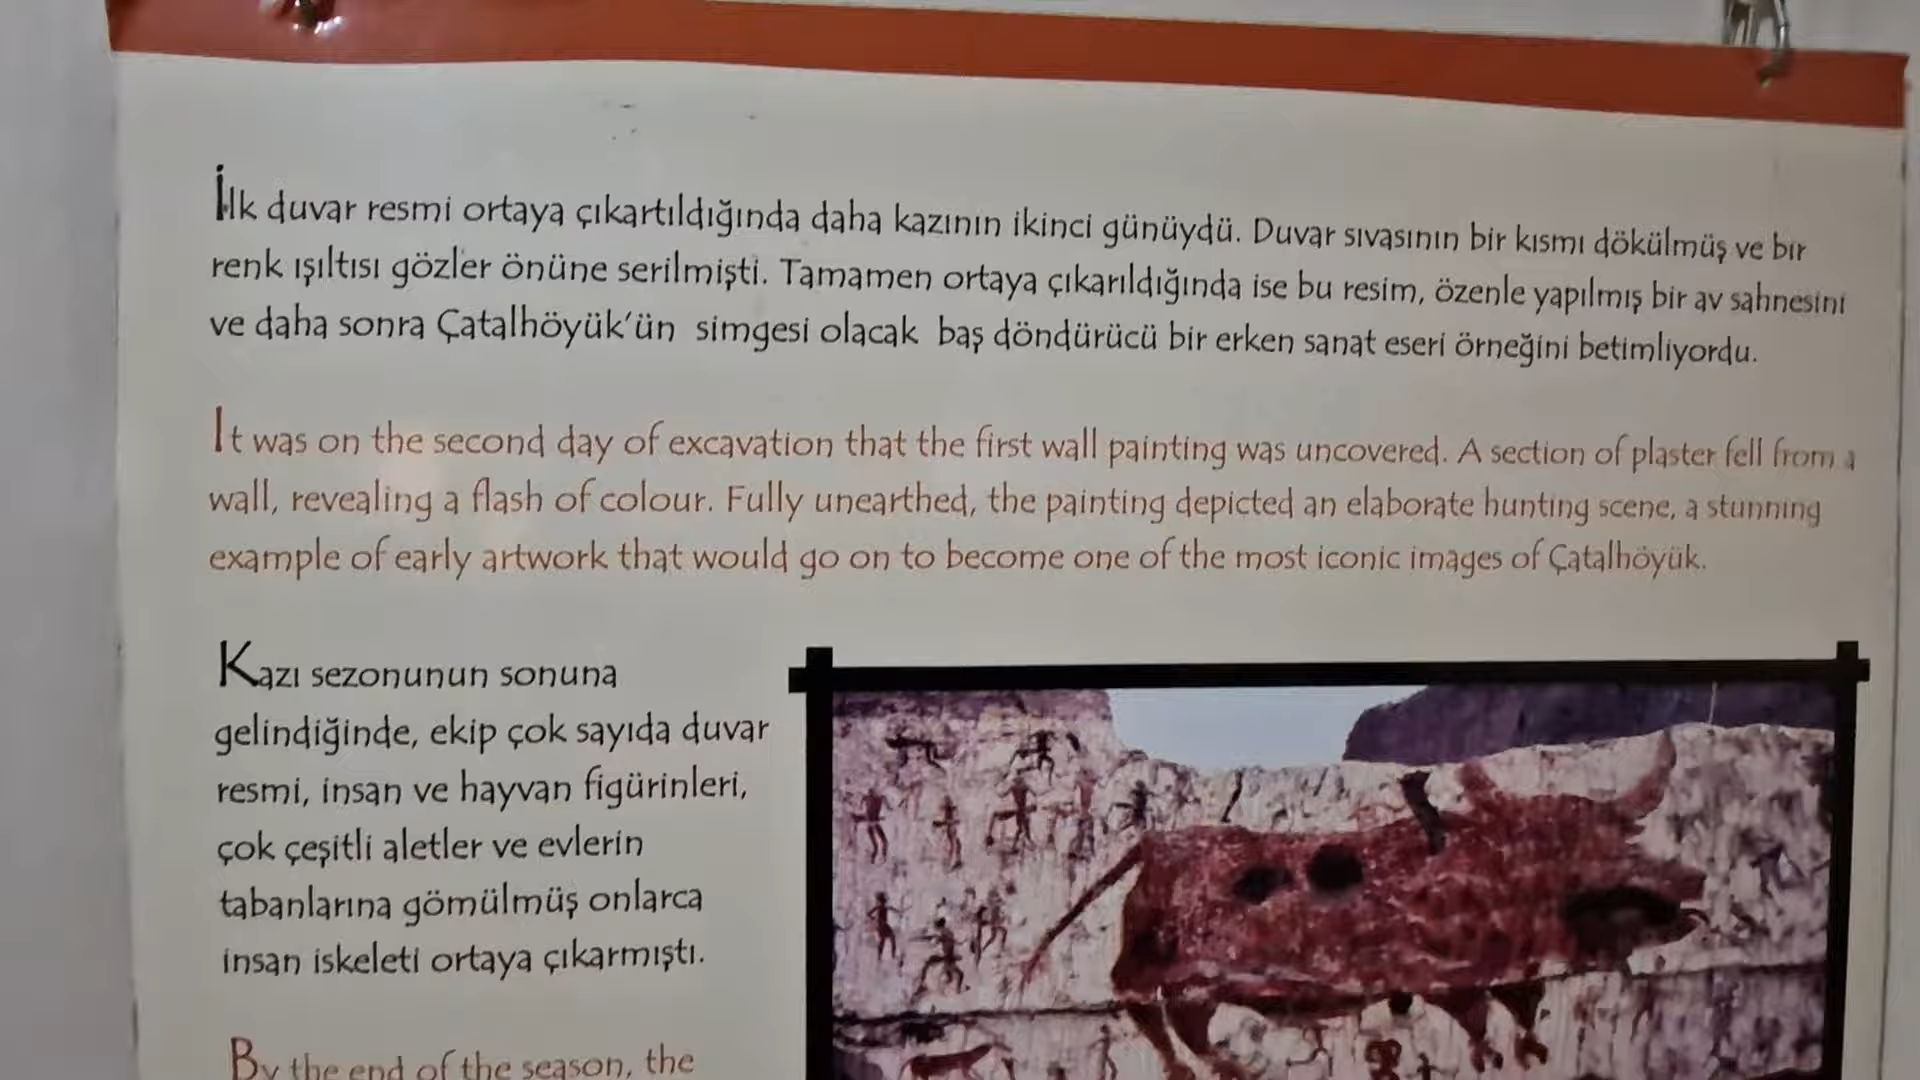 İlk duvar resmi ortaya çıkartıldığında daha kazının ikinci günüydü. Duvar sıvasının bir kısmı dökülmüş ve bir
renk ışıltısı gözler önüne serilmişti. Tamamen ortaya çıkarıldığında ise bu resim, özenle yapılmış bir av sahnesini
ve daha sonra Çatalhöyük'ün simgesi olacak baş döndürücü bir erken sanat eseri örneğini betimliyordu.
It was on the second day of excavation that the first wall painting was uncovered. A section of plaster fell from a
wall, revealing a flash of colour. Fully unearthed, the painting depicted an elaborate hunting scene, a stunning
example of early artwork that would go on to become one of the most iconic images of Çatalhöyük.
Kazı sezonunun sonuna
gelindiğinde, ekip çok sayıda duvar
resmi, insan ve hayvan figürinleri,
çok çeşitli aletler ve evlerin
tabanlarına gömülmüş onlarca
insan iskeleti ortaya çıkarmıştı.
By the end of the season, the